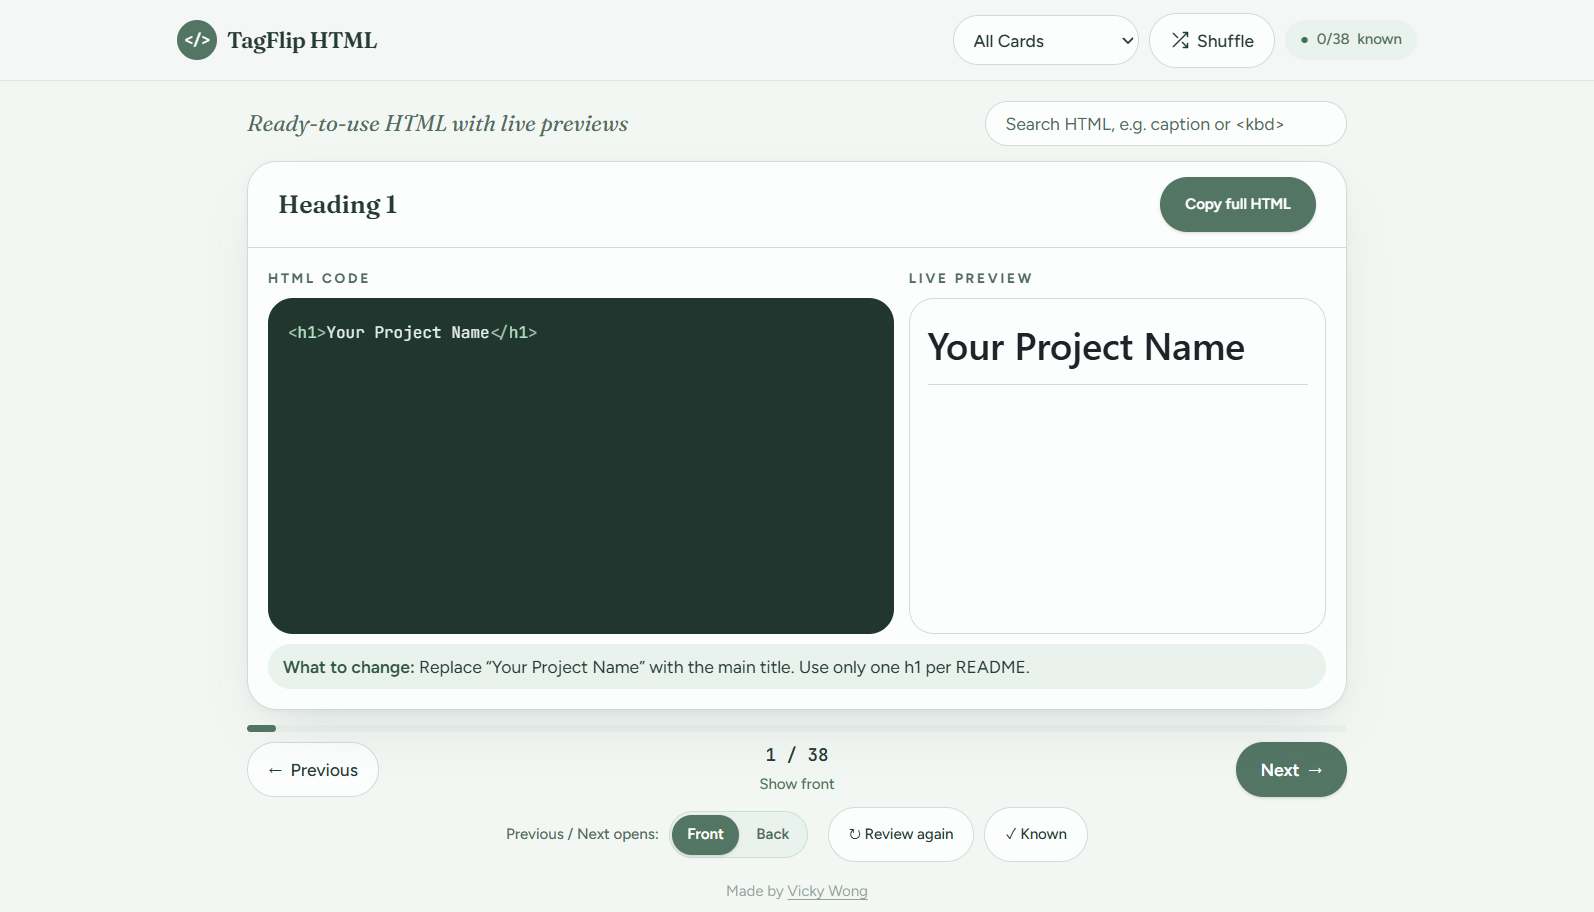 </> TagFlip HTML
All Cards
Shuffle
0/38 known
Ready-to-use HTML with live previews
Search HTML, e.g. caption or <kbd>
Heading 1
Copy full HTML
HTML CODE
LIVE PREVIEW
<h1>Your Project Name</h1>
Your Project Name
What to change: Replace “Your Project Name” with the main title. Use only one h1 per README.
← Previous
1 / 38
Show front
Next →
Previous / Next opens:
Front
Back
↻ Review again
✓ Known
Made by Vicky Wong